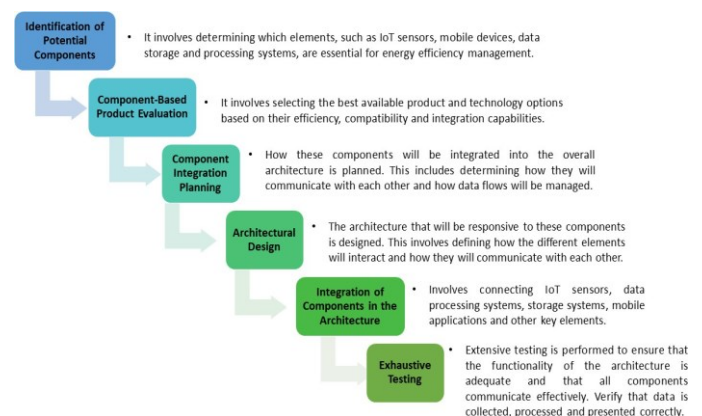 Identification of
Potential
Components
• It involves determining which elements, such as IoT sensors, mobile devices, data
storage and processing systems, are essential for energy efficiency management.
Component-Based
Product Evaluation
• It involves selecting the best available product and technology options
based on their efficiency, compatibility and integration capabilities.
Component
Integration
Planning
• How these components will be integrated into the overall
architecture is planned. This includes determining how they will
communicate with each other and how data flows will be managed.
Architectural
Design
• The architecture that will be responsive to these components
is designed. This involves defining how the different elements
will interact and how they will communicate with each other.
Integration of
Components in the
Architecture
• Involves connecting IoT sensors, data
processing systems, storage systems, mobile
applications and other key elements.
Exhaustive
Testing
• Extensive testing is performed to ensure that
the functionality of the architecture is
adequate and that all components
communicate effectively. Verify that data is
collected, processed and presented correctly.